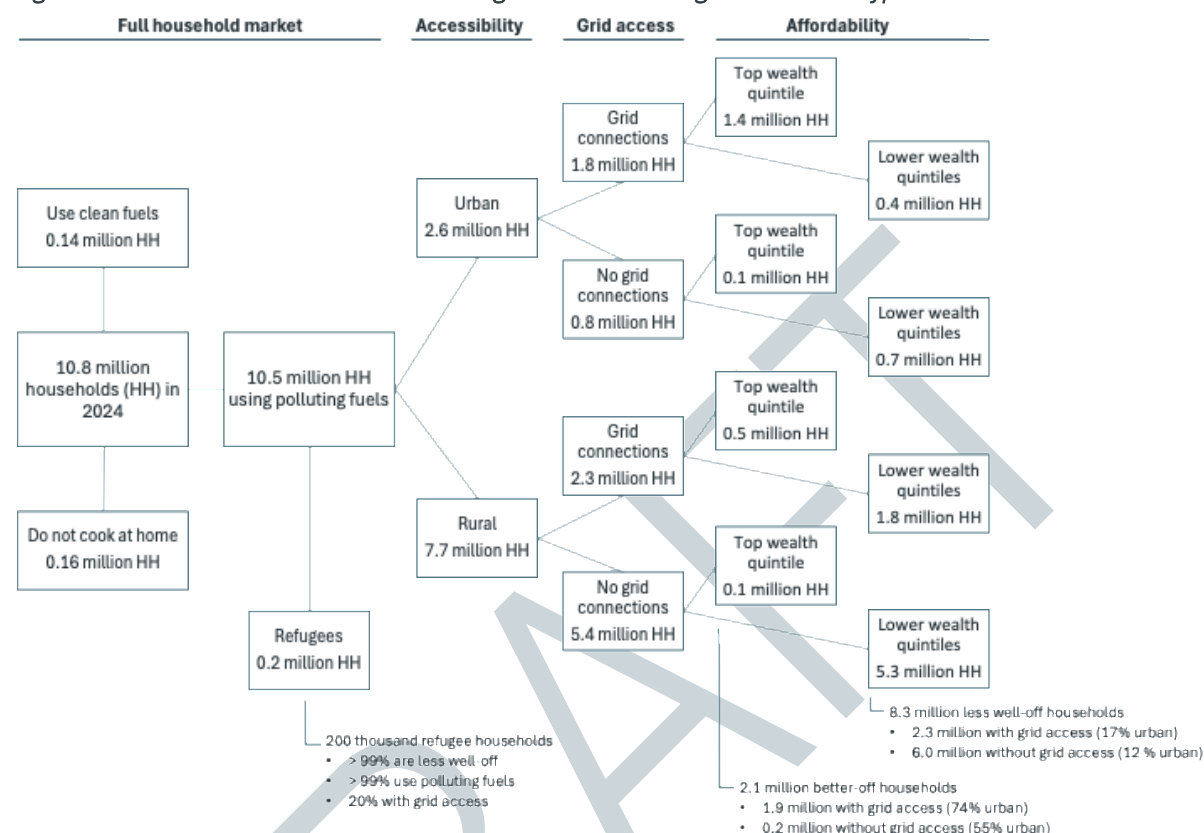 Full household market
Accessibility
Grid access
Affordability
Use clean fuels
0.14 million HH
10.8 million
households (HH) in
2024
Do not cook at home
0.16 million HH
10.5 million HH
using polluting fuels
Refugees
0.2 million HH
Urban
2.6 million HH
Rural
7.7 million HH
Grid
connections
1.8 million HH
No grid
connections
0.8 million HH
Grid
connections
2.3 million HH
No grid
connections
5.4 million HH
Top wealth
quintile
1.4 million HH
Lower wealth
quintiles
0.4 million HH
Top wealth
quintile
0.1 million HH
Lower wealth
quintiles
0.7 million HH
Top wealth
quintile
0.5 million HH
Lower wealth
quintiles
1.8 million HH
Top wealth
quintile
0.1 million HH
Lower wealth
quintiles
5.3 million HH
200 thousand refugee households
• > 99% are less well-off
• > 99% use polluting fuels
• 20% with grid access
8.3 million less well-off households
• 2.3 million with grid access (17% urban)
• 6.0 million without grid access (12 % urban)
2.1 million better-off households
• 1.9 million with grid access (74% urban)
• 0.2 million without grid access (55% urban)
DRAFT